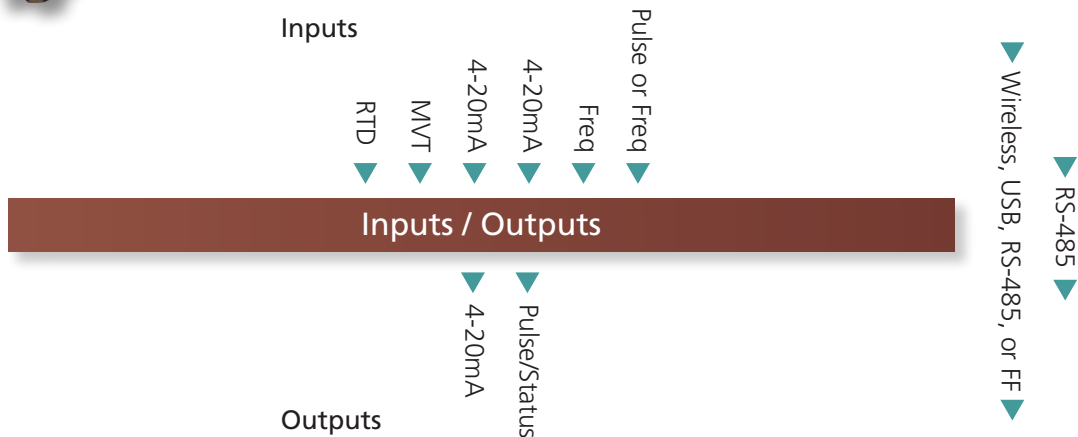 Inputs
RTD
MVT
4-20mA
4-20mA
Freq
Pulse or Freq
Inputs / Outputs
4-20mA
Pulse/Status
Outputs
Wireless, USB, RS-485, or FF
RS-485